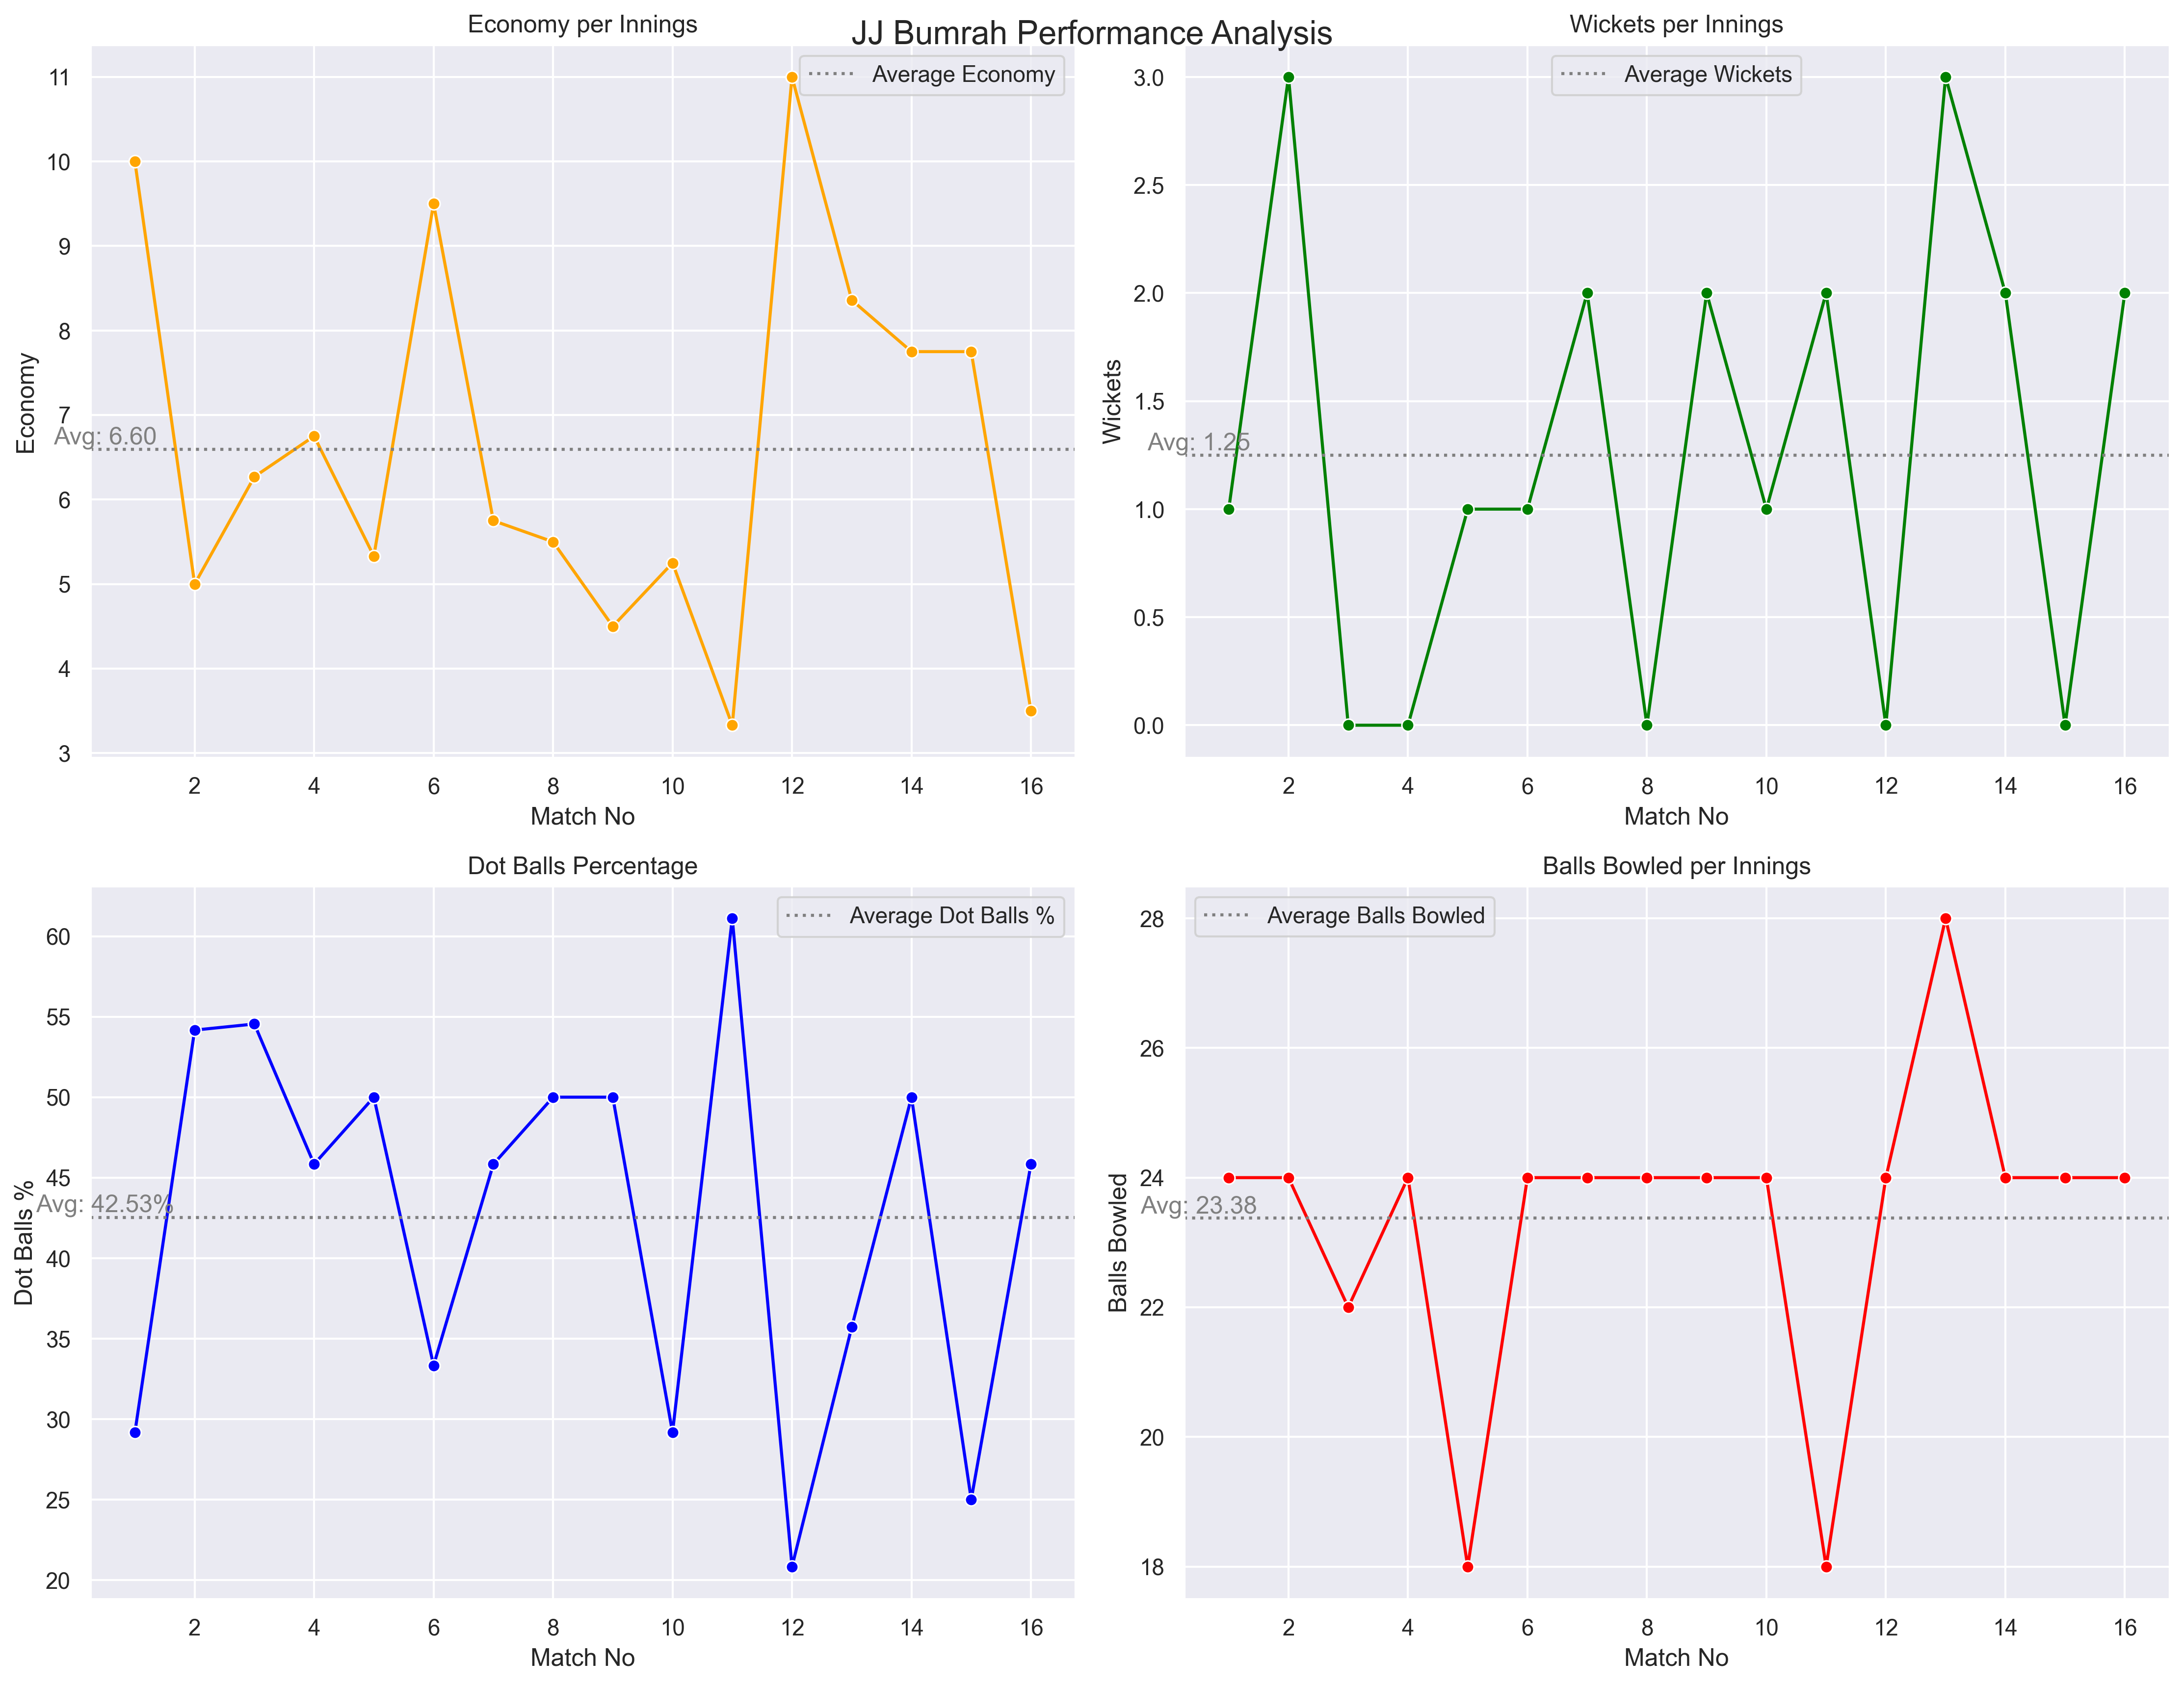 JJ Bumrah Performance Analysis
Economy per Innings
Average Economy
11
10
9
8
7
6
5
4
3
Economy
Avg: 6.60
2 4 6 8 10 12 14 16
Match No
Wickets per Innings
Average Wickets
3.0
2.5
2.0
1.5
1.0
0.5
0.0
Wickets
Avg: 1.25
2 4 6 8 10 12 14 16
Match No
Dot Balls Percentage
Average Dot Balls %
60
55
50
45
40
35
30
25
20
Dot Balls %
Avg: 42.53%
2 4 6 8 10 12 14 16
Match No
Balls Bowled per Innings
Average Balls Bowled
28
26
24
22
20
18
Balls Bowled
Avg: 23.38
2 4 6 8 10 12 14 16
Match No